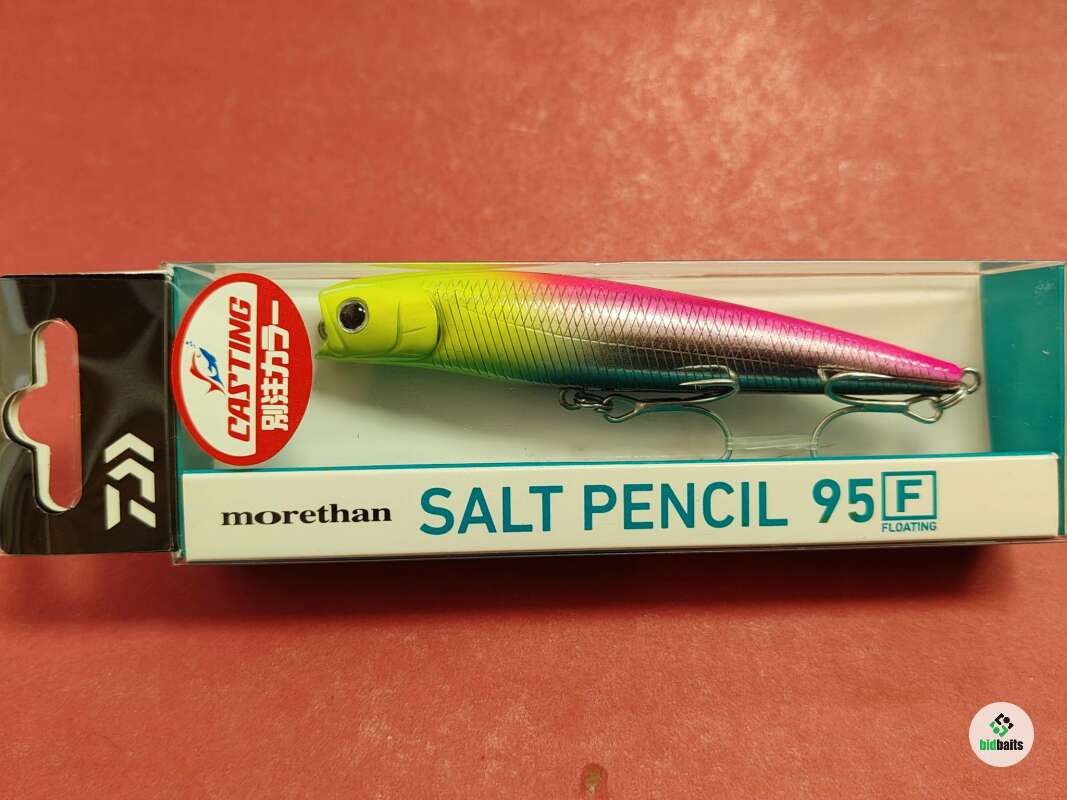 CASTING
別注カラー
morethan SALT PENCIL 95 F
FLOATING
bidbaits